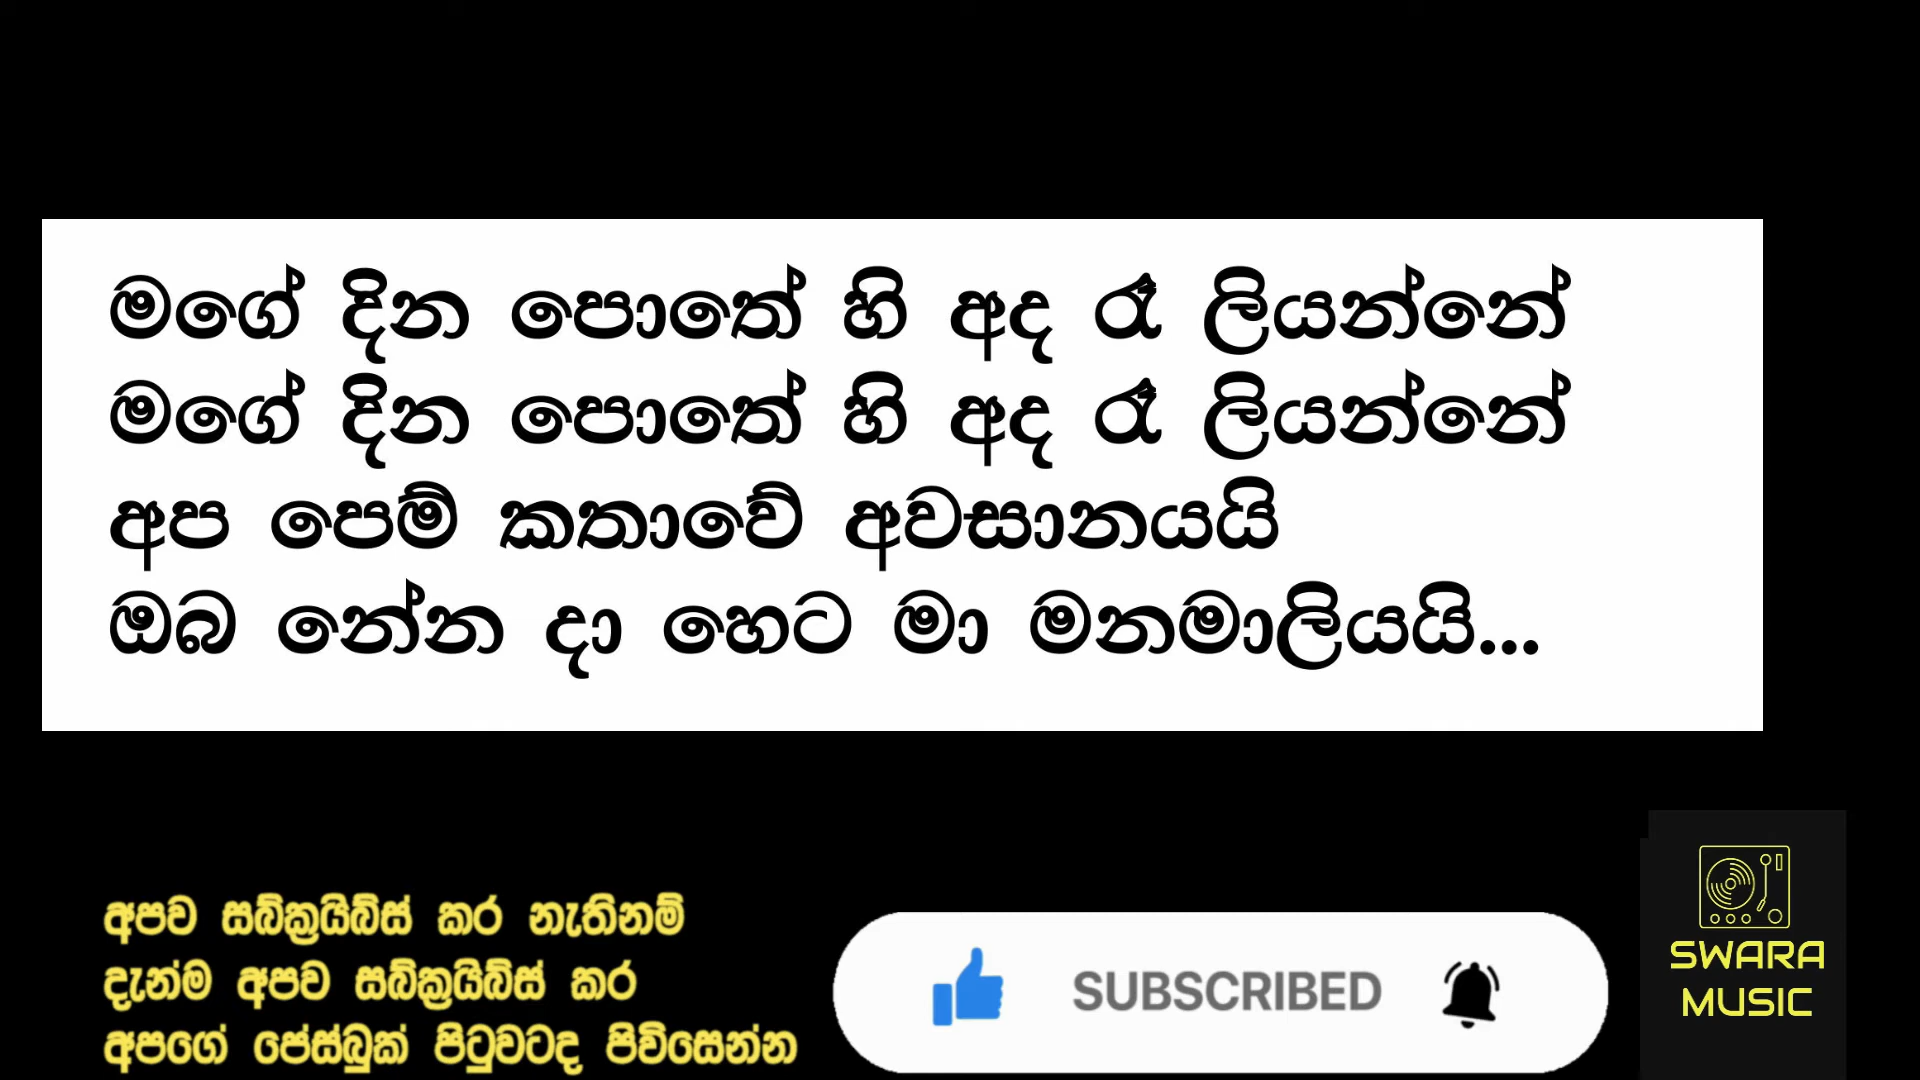 මගේ දින පොතේ හි අද රෑ ලියන්නේ
මගේ දින පොතේ හි අද රෑ ලියන්නේ
අප පෙම් කතාවේ අවසානයයි
ඔබ නේන දා හෙට මා මනමාලියයි...
අපව සබ්ක්‍රයිබ්ස් කර නැතිනම්
දැන්ම අපව සබ්ක්‍රයිබ්ස් කර
අපගේ පේස්බුක් පිටුවටද පිවිසෙන්න
SUBSCRIBED
SWARA
MUSIC